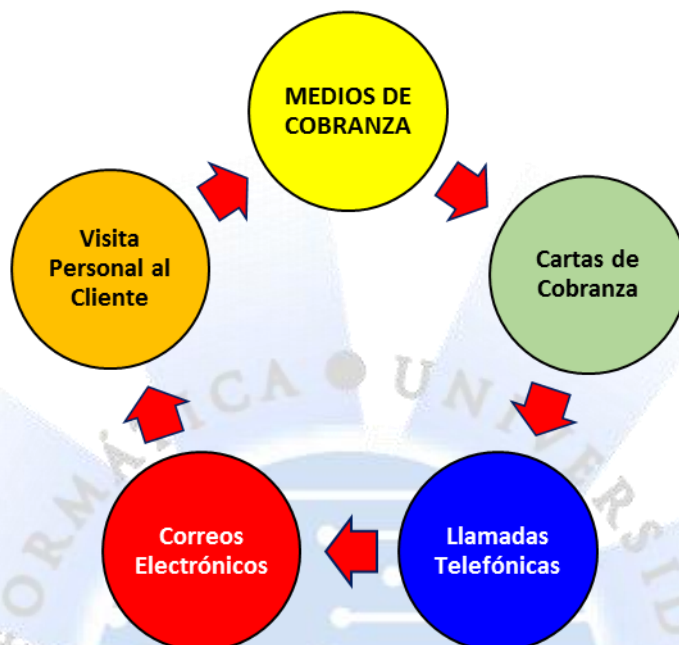 MEDIOS DE
COBRANZA
Cartas de
Cobranza
Llamadas
Telefónicas
Correos
Electrónicos
Visita
Personal al
Cliente